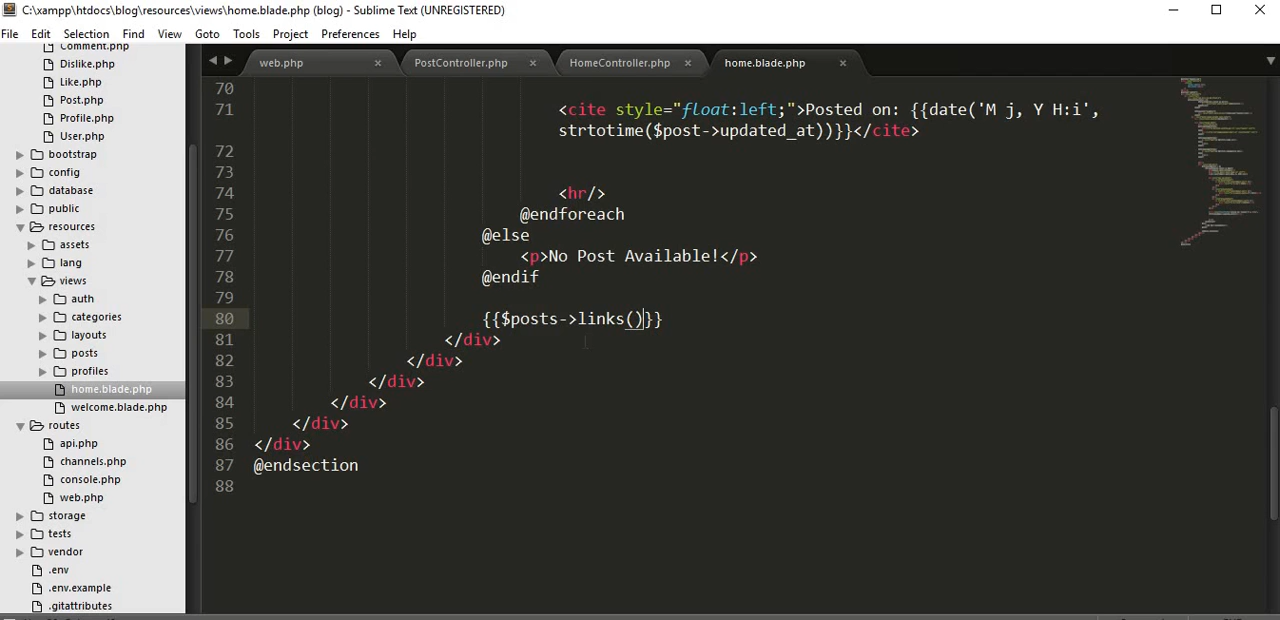 C:\xampp\htdocs\blog\resources\views\home.blade.php (blog) - Sublime Text (UNREGISTERED)
File Edit Selection Find View Goto Tools Project Preferences Help
Comment.php
Dislike.php
Like.php
Post.php
Profile.php
User.php
bootstrap
config
database
public
resources
assets
lang
views
auth
categories
layouts
posts
profiles
home.blade.php
welcome.blade.php
routes
api.php
channels.php
console.php
web.php
storage
tests
vendor
.env
.env.example
.gitattributes
web.php × PostController.php × HomeController.php × home.blade.php ×
70
71 <cite style="float:left;">Posted on: {{date('M j, Y H:i',
strtotime($post->updated_at))}}</cite>
72
73
74 <hr/>
75 @endforeach
76 @else
77 <p>No Post Available!</p>
78 @endif
79
80 {{$posts->links()}}
81 </div>
82 </div>
83 </div>
84 </div>
85 </div>
86 </div>
87 @endsection
88